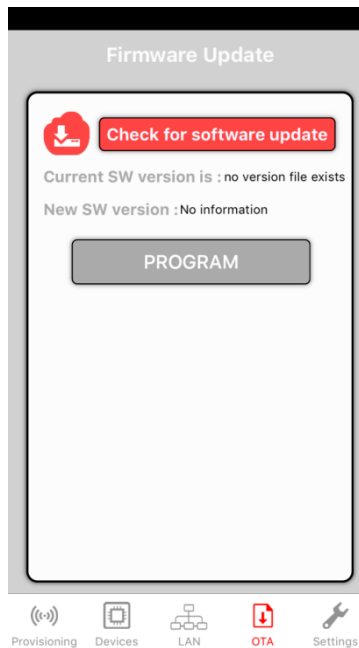 Firmware Update
Check for software update
Current SW version is : no version file exists
New SW version : No information
PROGRAM
Provisioning Devices LAN OTA Settings